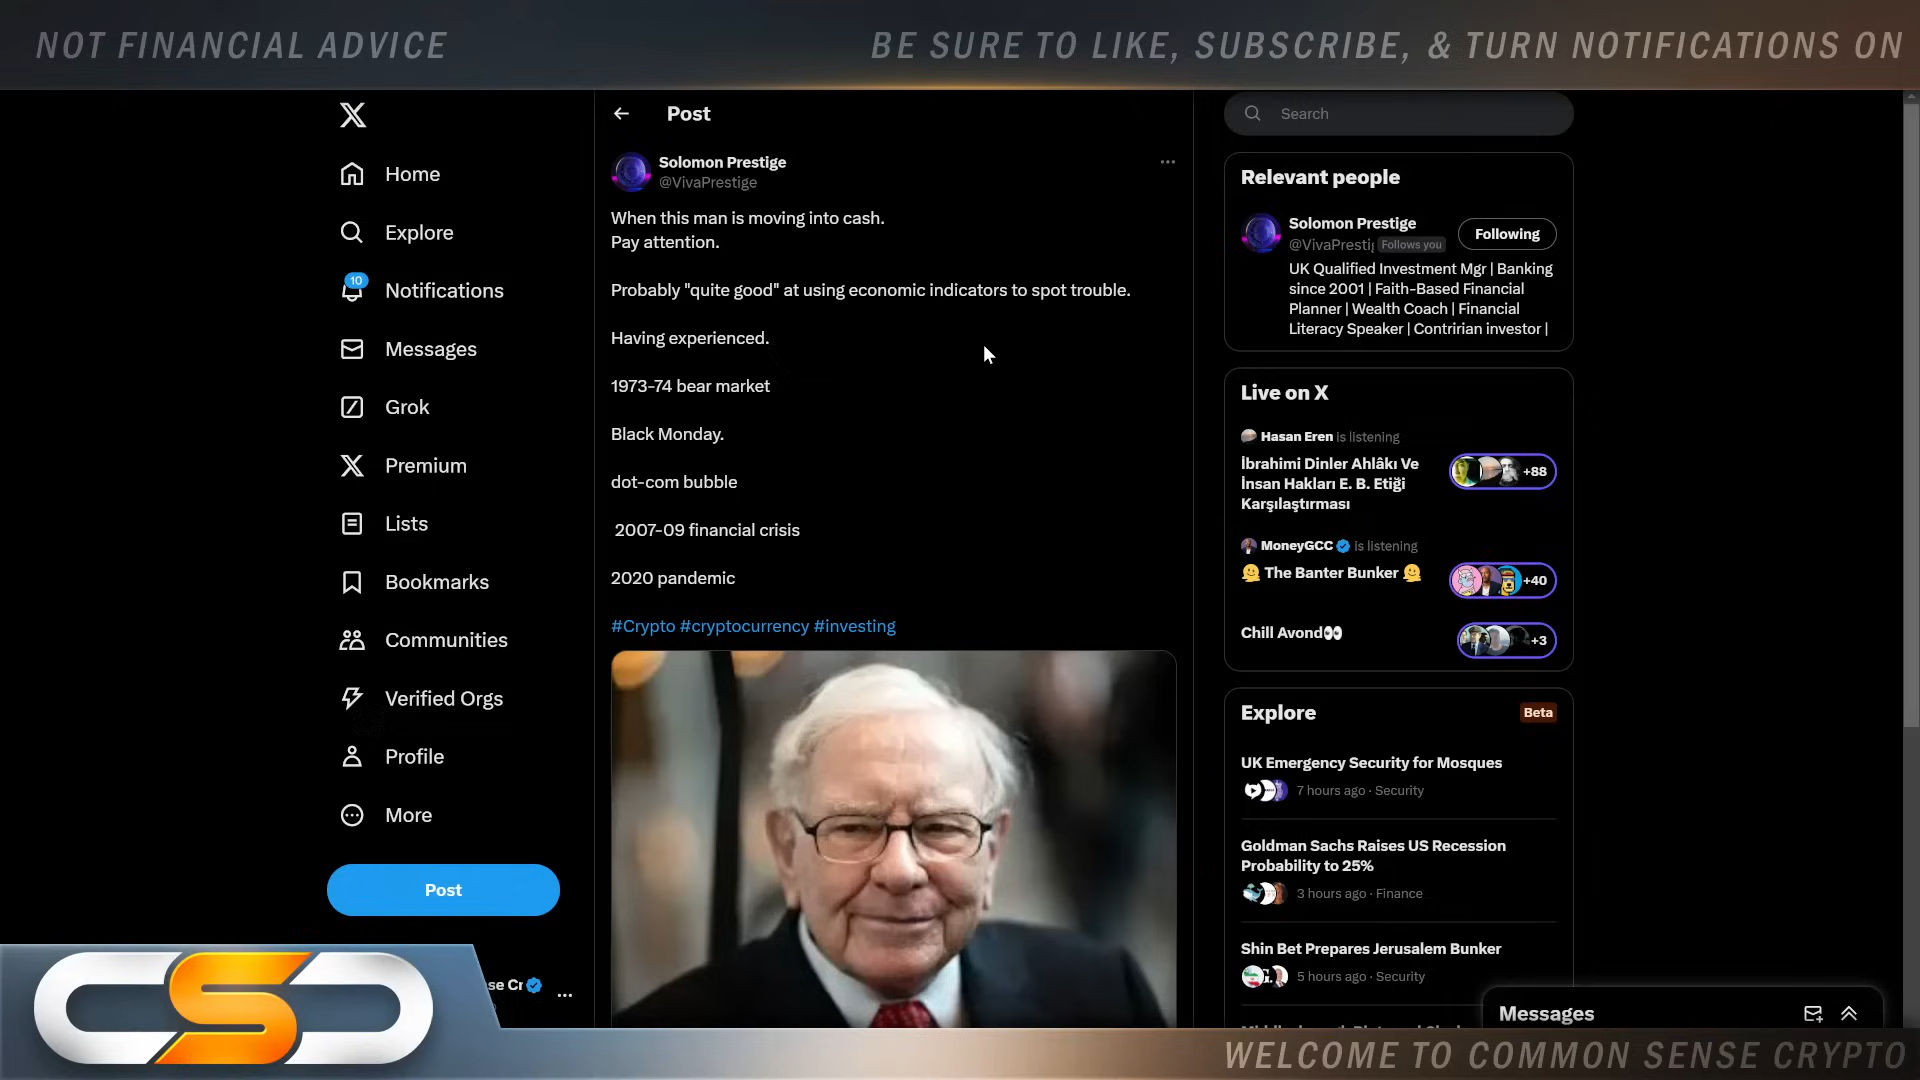 NOT FINANCIAL ADVICE
BE SURE TO LIKE, SUBSCRIBE, & TURN NOTIFICATIONS ON
Home
Explore
10
Notifications
Messages
Grok
Premium
Lists
Bookmarks
Communities
Verified Orgs
Profile
More
Post
se Cr
Post
Solomon Prestige
@VivaPrestige
When this man is moving into cash.
Pay attention.
Probably "quite good" at using economic indicators to spot trouble.
Having experienced.
1973-74 bear market
Black Monday.
dot-com bubble
2007-09 financial crisis
2020 pandemic
#Crypto #cryptocurrency #investing
Search
Relevant people
Solomon Prestige
@VivaPresti Follows you
Following
UK Qualified Investment Mgr | Banking
since 2001 | Faith-Based Financial
Planner | Wealth Coach | Financial
Literacy Speaker | Contririan investor |
Live on X
Hasan Eren is listening
İbrahimi Dinler Ahlâkı Ve
İnsan Hakları E. B. Etiği
Karşılaştırması
+88
MoneyGCC is listening
🫠 The Banter Bunker 🫠
+40
Chill Avond👀
+3
Explore
Beta
UK Emergency Security for Mosques
7 hours ago · Security
Goldman Sachs Raises US Recession
Probability to 25%
3 hours ago · Finance
Shin Bet Prepares Jerusalem Bunker
5 hours ago · Security
Messages
CSC
WELCOME TO COMMON SENSE CRYPTO